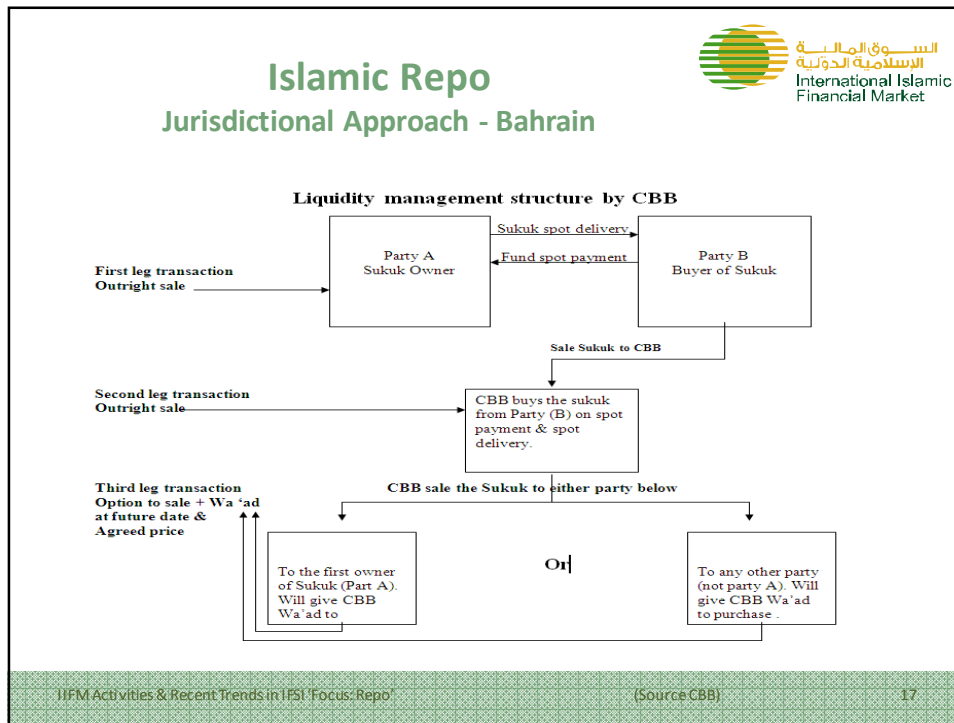 السوق المالية
الإسلامية الدولية
International Islamic
Financial Market
Islamic Repo
Jurisdictional Approach - Bahrain
Liquidity management structure by CBB
Party A
Sukuk Owner
Sukuk spot delivery
Fund spot payment
Party B
Buyer of Sukuk
First leg transaction
Outright sale
Sale Sukuk to CBB
Second leg transaction
Outright sale
CBB buys the sukuk
from Party (B) on spot
payment & spot
delivery.
Third leg transaction
Option to sale + Wa ‘ad
at future date &
Agreed price
CBB sale the Sukuk to either party below
To the first owner
of Sukuk (Part A).
Will give CBB
Wa’ad to
Or
To any other party
(not party A). Will
give CBB Wa’ad
to purchase .
IIFM Activities & Recent Trends in IFSI ‘Focus: Repo’
(Source CBB)
17